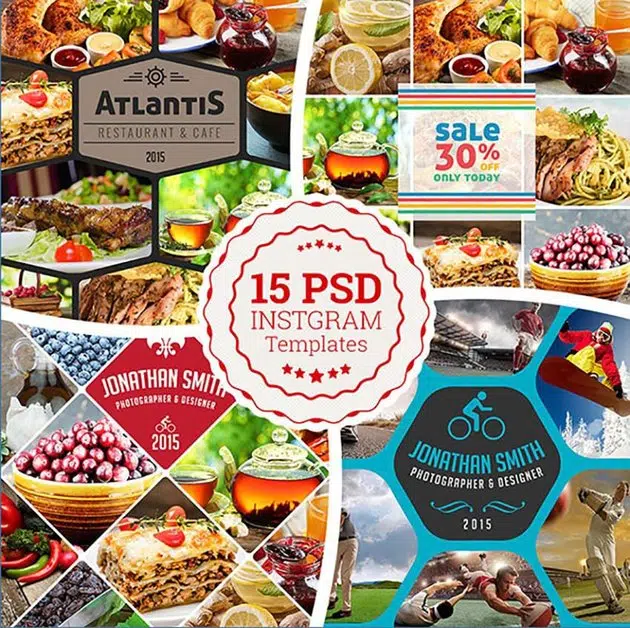 ATLANTIS
RESTAURANT & CAFE
2015
sale
30%
OFF
ONLY TODAY
15 PSD
INSTGRAM
Templates
JONATHAN SMITH
PHOTOGRAPHER & DESIGNER
2015
JONATHAN SMITH
PHOTOGRAPHER & DESIGNER
2015